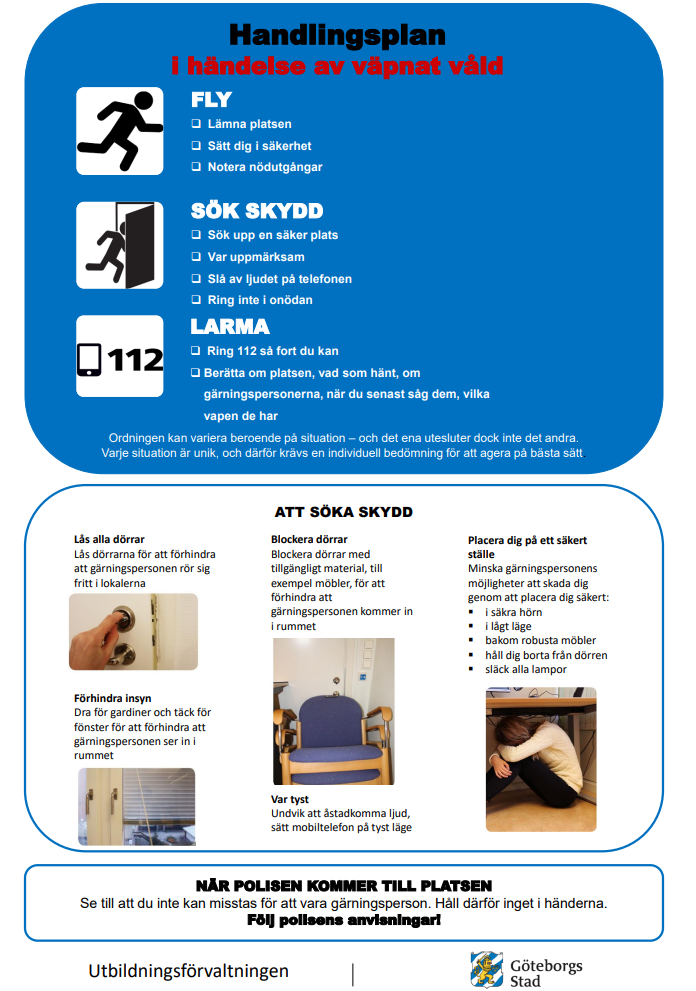 Handlingsplan
i händelse av väpnat våld
FLY
❑ Lämna platsen
❑ Sätt dig i säkerhet
❑ Notera nödutgångar
SÖK SKYDD
❑ Sök upp en säker plats
❑ Var uppmärksam
❑ Slå av ljudet på telefonen
❑ Ring inte i onödan
112
LARMA
❑ Ring 112 så fort du kan
❑ Berätta om platsen, vad som hänt, om
gärningspersonerna, när du senast såg dem, vilka
vapen de har
Ordningen kan variera beroende på situation – och det ena utesluter dock inte det andra.
Varje situation är unik, och därför krävs en individuell bedömning för att agera på bästa sätt.
ATT SÖKA SKYDD
Lås alla dörrar
Lås dörrarna för att förhindra
att gärningspersonen rör sig
fritt i lokalerna
Förhindra insyn
Dra för gardiner och täck för
fönster för att förhindra att
gärningspersonen ser in i
rummet
Blockera dörrar
Blockera dörrar med
tillgängligt material, till
exempel möbler, för att
förhindra att
gärningspersonen kommer in
i rummet
Var tyst
Undvik att åstadkomma ljud,
sätt mobiltelefon på tyst läge
Placera dig på ett säkert
ställe
Minska gärningspersonens
möjligheter att skada dig
genom att placera dig säkert:
▪ i säkra hörn
▪ i lågt läge
▪ bakom robusta möbler
▪ håll dig borta från dörren
▪ släck alla lampor
NÄR POLISEN KOMMER TILL PLATSEN
Se till att du inte kan misstas för att vara gärningsperson. Håll därför inget i händerna.
Följ polisens anvisningar!
Utbildningsförvaltningen |
Göteborgs
Stad